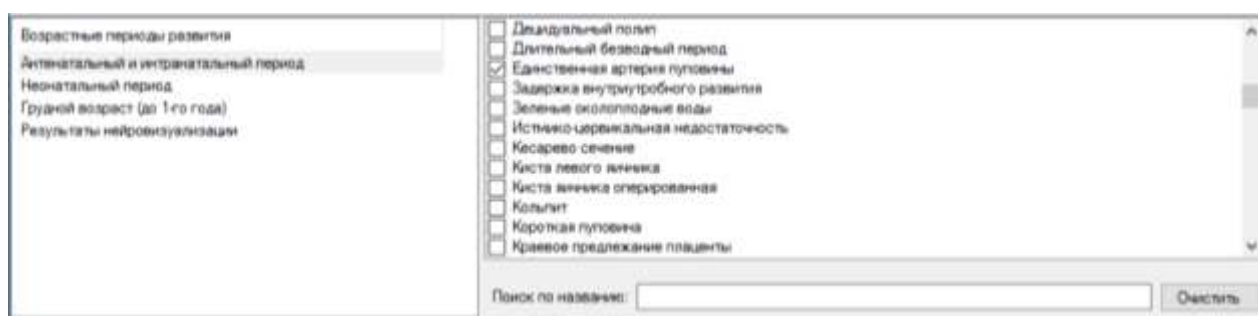 Возрастные периоды развития
Антенатальный и интранатальный период
Неонатальный период
Грудной возраст (до 1-го года)
Результаты нейровизуализации
Децидуальный полип
Длительный безводный период
Единственная артерия пуповины
Задержка внутриутробного развития
Зеленые околоплодные воды
Истмико-цервикальная недостаточность
Кесарево сечение
Киста левого яичника
Киста яичника оперированная
Кольпит
Короткая пуповина
Краевое предлежание плаценты
Поиск по названию:
Очистить